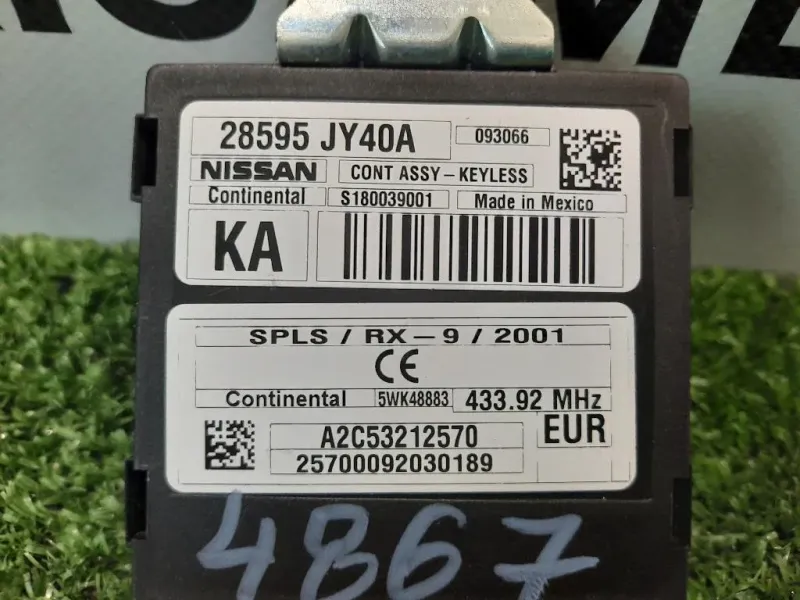 28595 JY40A 093066
NISSAN CONT ASSY-KEYLESS
Continental S180039001 Made in Mexico
KA
SPLS / RX-9 / 2001
CE
Continental 5WK48883 433.92 MHz
A2C53212570 EUR
25700092030189
4867